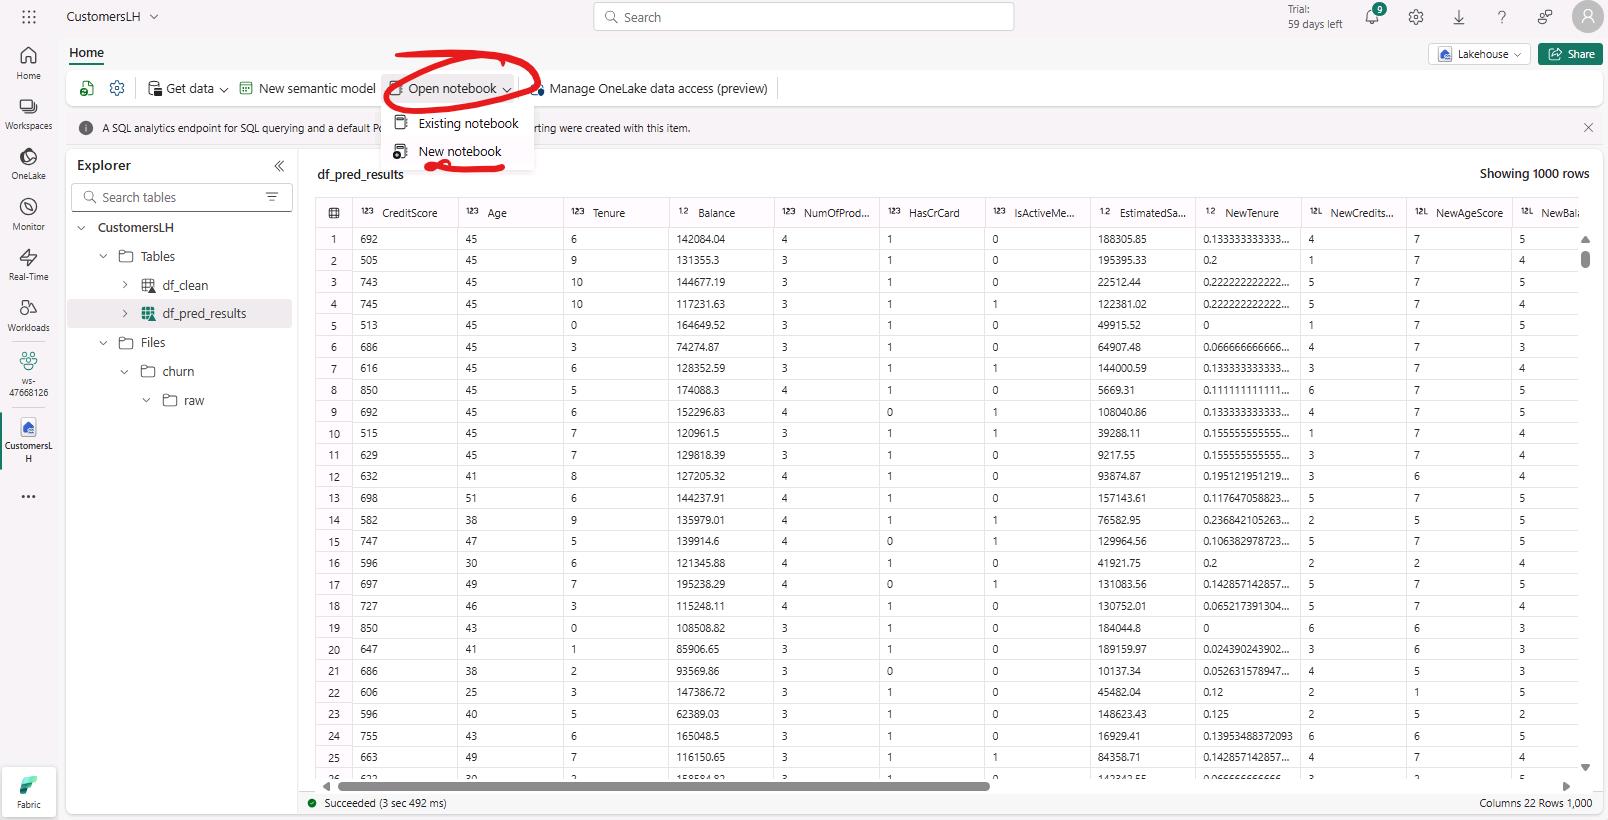 CustomersLH
Search
Trial:
59 days left
9
Home
Workspaces
OneLake
Monitor
Real-Time
Workloads
ws-
47668126
CustomersL
H
Fabric
Home
Lakehouse
Share
Get data
New semantic model
Open notebook
Manage OneLake data access (preview)
Existing notebook
New notebook
A SQL analytics endpoint for SQL querying and a default Po
rting were created with this item.
Explorer
Search tables
CustomersLH
Tables
df_clean
df_pred_results
Files
churn
raw
df_pred_results
Showing 1000 rows
123 CreditScore 123 Age 123 Tenure 1.2 Balance 123 NumOfProd... 123 HasCrCard 123 IsActiveMe... 1.2 EstimatedSa... 1.2 NewTenure 12L NewCredits... 12L NewAgeScore 12L NewBala
1 692 45 6 142084.04 4 1 0 188305.85 0.133333333333... 4 7 5
2 505 45 9 131355.3 3 1 0 195395.33 0.2 1 7 4
3 743 45 10 144677.19 3 1 0 22512.44 0.222222222222... 5 7 5
4 745 45 10 117231.63 3 1 1 122381.02 0.222222222222... 5 7 4
5 513 45 0 164649.52 3 1 0 49915.52 0 1 7 5
6 686 45 3 74274.87 3 1 0 64907.48 0.066666666666... 4 7 3
7 616 45 6 128352.59 3 1 1 144000.59 0.133333333333... 3 7 4
8 850 45 5 174088.3 4 1 0 5669.31 0.111111111111... 6 7 5
9 692 45 6 152296.83 4 0 1 108040.86 0.133333333333... 4 7 5
10 515 45 7 120961.5 3 1 1 39288.11 0.155555555555... 1 7 4
11 629 45 7 129818.39 3 1 0 9217.55 0.155555555555... 3 7 4
12 632 41 8 127205.32 4 1 0 93874.87 0.195121951219... 3 6 4
13 698 51 6 144237.91 4 1 0 157143.61 0.117647058823... 5 7 5
14 582 38 9 135979.01 4 1 1 76582.95 0.236842105263... 2 5 5
15 747 47 5 139914.6 4 0 1 129964.56 0.106382978723... 5 7 5
16 596 30 6 121345.88 4 1 0 41921.75 0.2 2 2 4
17 697 49 7 195238.29 4 0 1 131083.56 0.142857142857... 5 7 5
18 727 46 3 115248.11 4 1 0 130752.01 0.065217391304... 5 7 4
19 850 43 0 108508.82 3 1 0 184044.8 0 6 6 3
20 647 41 1 85906.65 3 1 0 189159.97 0.024390243902... 3 6 3
21 686 38 2 93569.86 3 0 0 10137.34 0.052631578947... 4 5 3
22 606 25 3 147386.72 3 1 0 45482.04 0.12 2 1 5
23 596 40 5 62389.03 3 1 0 148623.43 0.125 2 5 2
24 755 43 6 165048.5 3 1 0 16929.41 0.13953488372093 6 6 5
25 663 49 7 116150.65 3 1 1 84358.71 0.142857142857... 4 7 4
Succeeded (3 sec 492 ms)
Columns 22 Rows 1,000